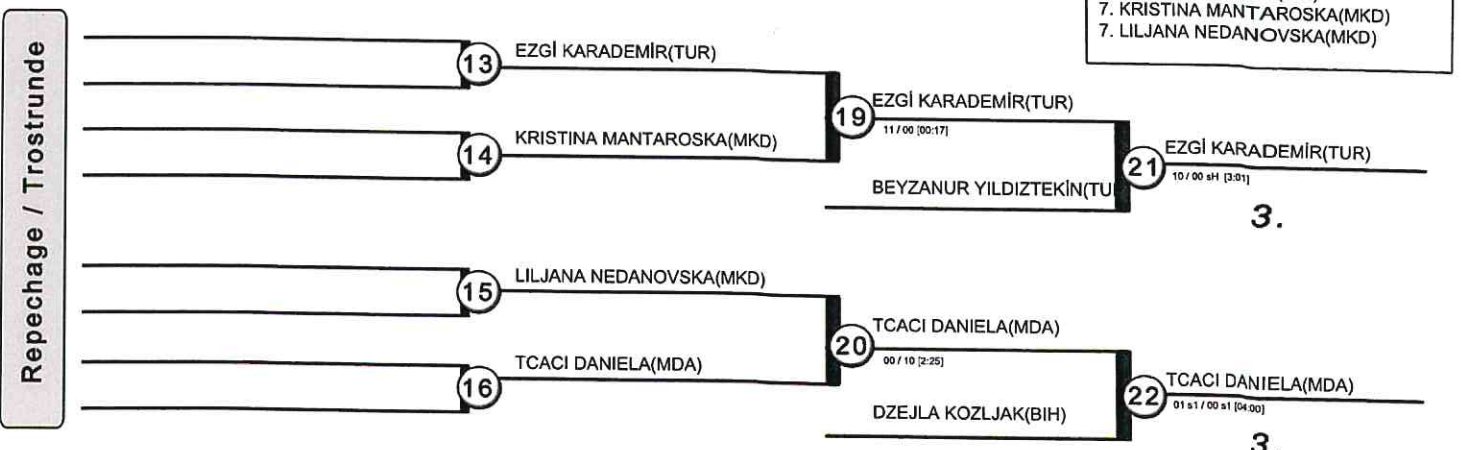 7. KRISTINA MANTAROSKA(MKD)
7. LILJANA NEDANOVSKA(MKD)
Repechage / Trostrunde
13
EZGİ KARADEMİR(TUR)
14
KRISTINA MANTAROSKA(MKD)
19
EZGİ KARADEMİR(TUR)
11 / 00 [00:17]
BEYZANUR YILDIZTEKİN(TU
21
EZGİ KARADEMİR(TUR)
10 / 00 sH [3:01]
3.
15
LILJANA NEDANOVSKA(MKD)
16
TCACI DANIELA(MDA)
20
TCACI DANIELA(MDA)
00 / 10 [2:25]
DZEJLA KOZLJAK(BIH)
22
TCACI DANIELA(MDA)
01 s1 / 00 s1 [04:00]
3.